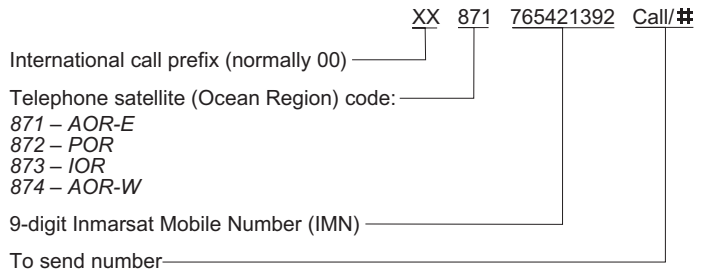 XX 871 765421392 Call/#
International call prefix (normally 00)
Telephone satellite (Ocean Region) code:
871 – AOR-E
872 – POR
873 – IOR
874 – AOR-W
9-digit Inmarsat Mobile Number (IMN)
To send number